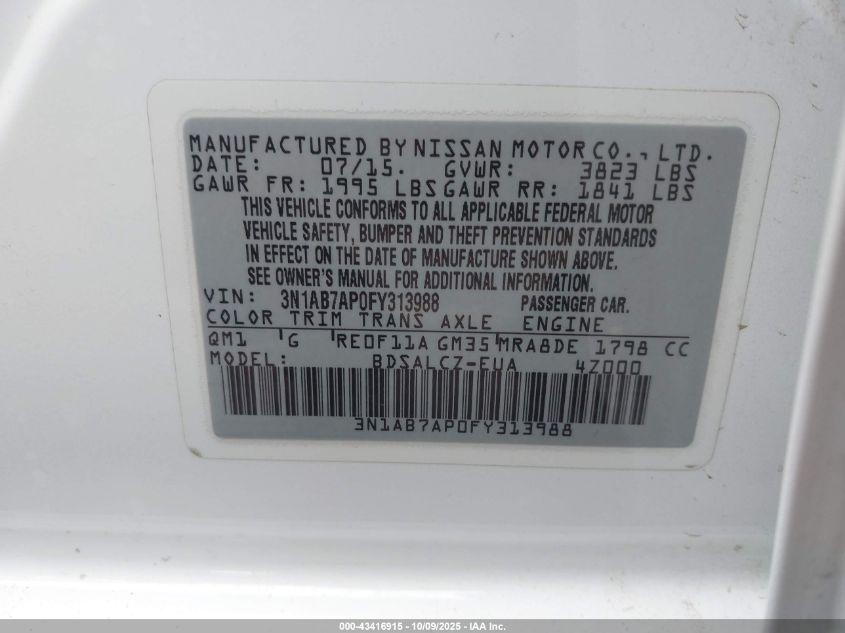 MANUFACTURED BY NISSAN MOTOR CO., LTD.
DATE: 07/15. GVWR: 3823 LBS
GAWR FR: 1995 LBS GAWR RR: 1841 LBS
THIS VEHICLE CONFORMS TO ALL APPLICABLE FEDERAL MOTOR
VEHICLE SAFETY, BUMPER AND THEFT PREVENTION STANDARDS
IN EFFECT ON THE DATE OF MANUFACTURE SHOWN ABOVE.
SEE OWNER'S MANUAL FOR ADDITIONAL INFORMATION.
VIN: 3N1AB7AP0FY313988 PASSENGER CAR.
COLOR TRIM TRANS AXLE ENGINE
QM1 G RE0F11A GM35 MRA8DE 1798 CC
MODEL: BDSALCZ-EUA 4Z000
3N1AB7AP0FY313988
000-43416915 - 10/09/2025 - IAA Inc.